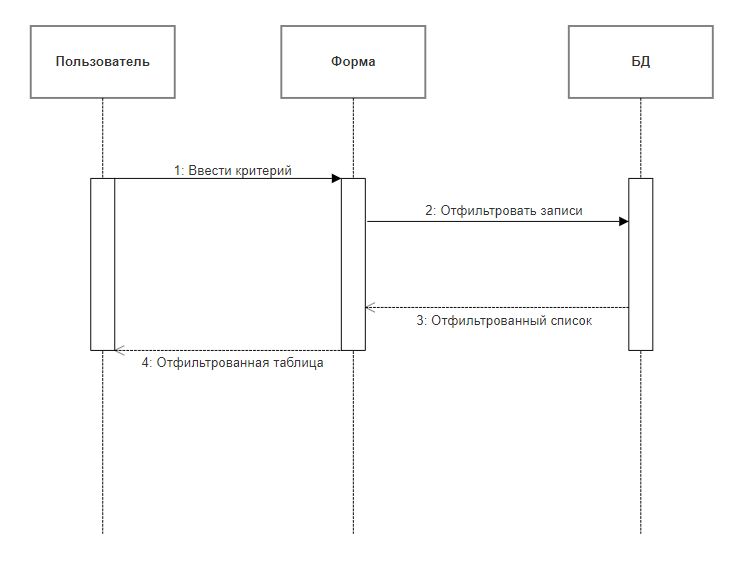 Пользователь
Форма
БД
1: Ввести критерий
2: Отфильтровать записи
3: Отфильтрованный список
4: Отфильтрованная таблица